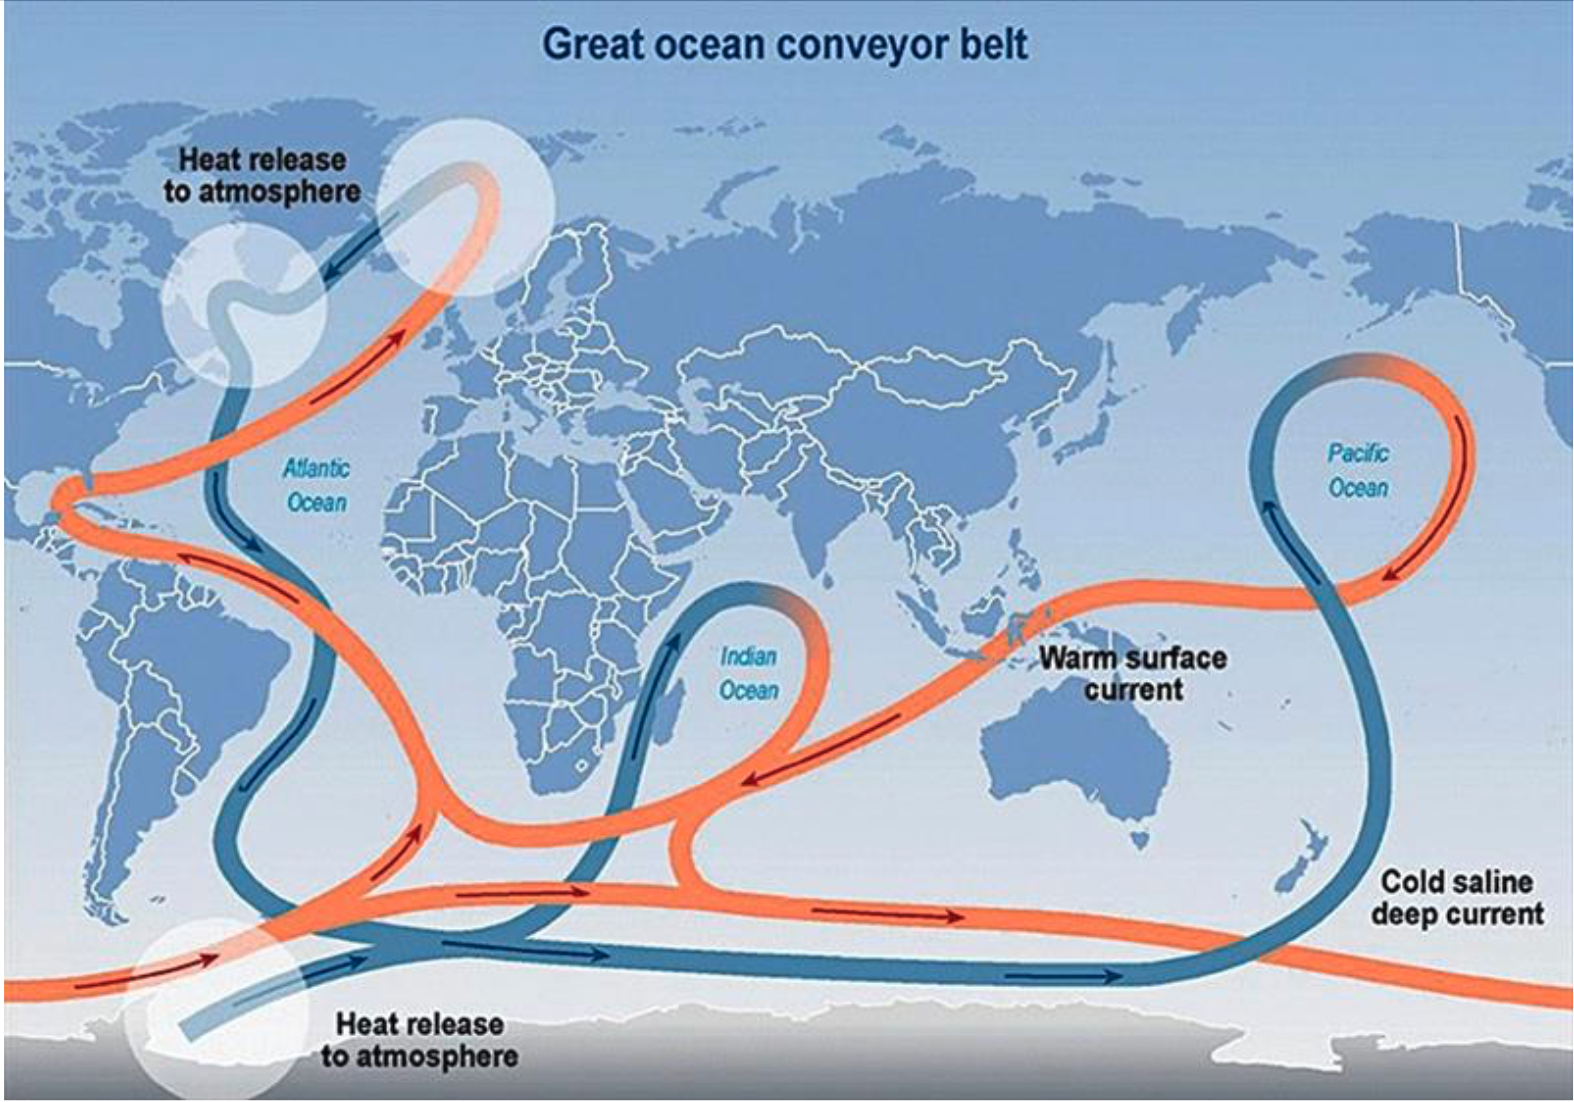 Great ocean conveyor belt
Heat release
to atmosphere
Atlantic
Ocean
Pacific
Ocean
Indian
Ocean
Warm surface
current
Cold saline
deep current
Heat release
to atmosphere